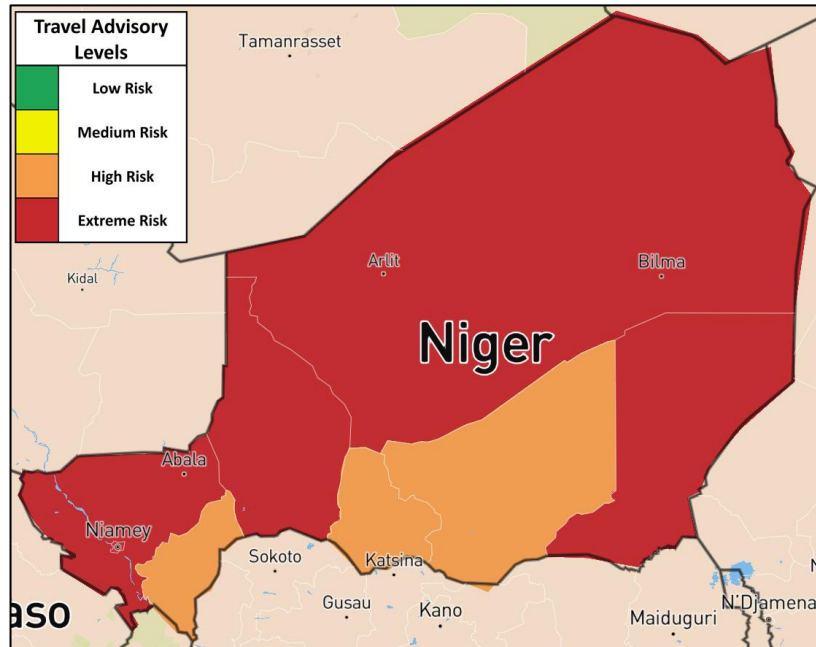 Travel Advisory
Levels
Low Risk
Medium Risk
High Risk
Extreme Risk
Tamanrasset
Kidal
Arlit
Bilma
Niger
Abala
Niamey
Sokoto
Katsina
Gusau
Kano
Maiduguri
N'Djamena
aso
N